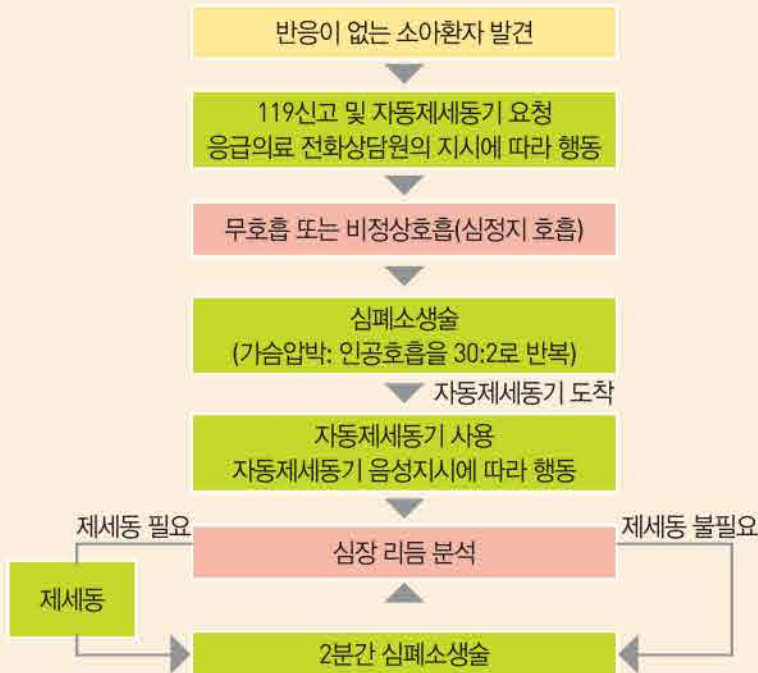 반응이 없는 소아환자 발견
119신고 및 자동제세동기 요청
응급의료 전화상담원의 지시에 따라 행동
무호흡 또는 비정상호흡(심정지 호흡)
심폐소생술
(가슴압박: 인공호흡을 30:2로 반복)
자동제세동기 도착
자동제세동기 사용
자동제세동기 음성지시에 따라 행동
제세동 필요
심장 리듬 분석
제세동 불필요
제세동
2분간 심폐소생술